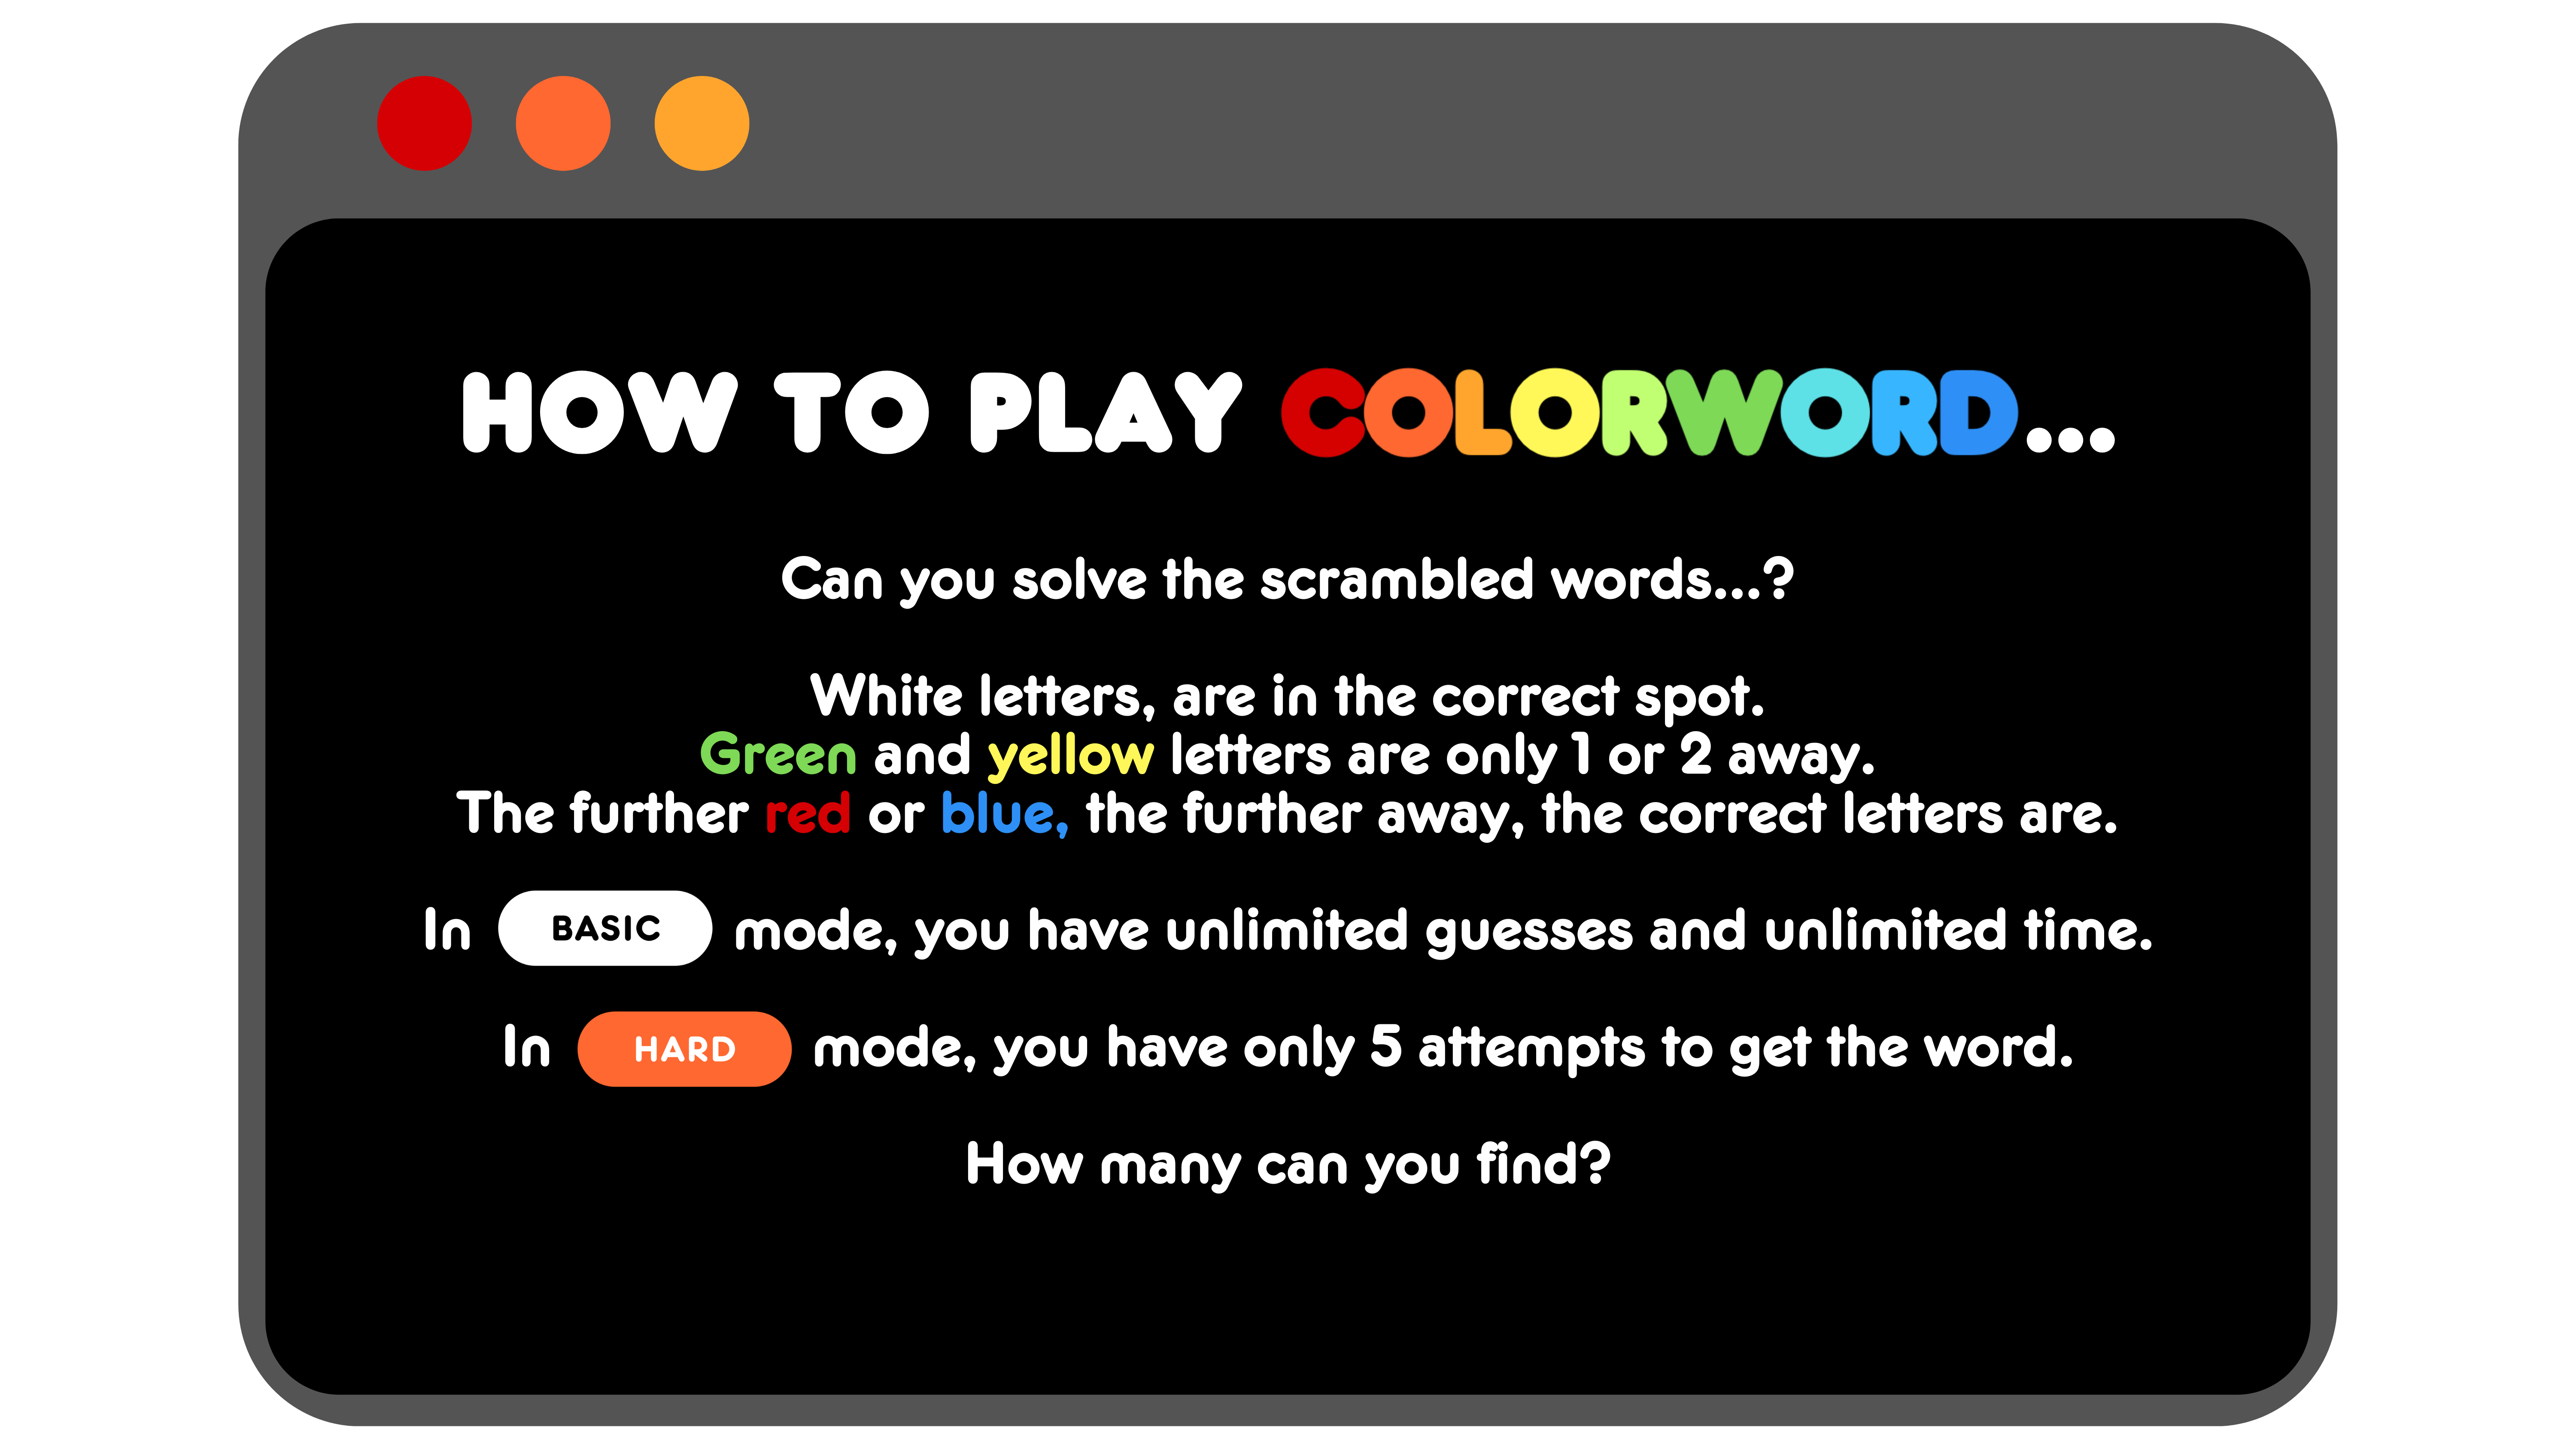 HOW TO PLAY COLORWORD...
Can you solve the scrambled words...?
White letters, are in the correct spot.
Green and yellow letters are only 1 or 2 away.
The further red or blue, the further away, the correct letters are.
In BASIC mode, you have unlimited guesses and unlimited time.
In HARD mode, you have only 5 attempts to get the word.
How many can you find?